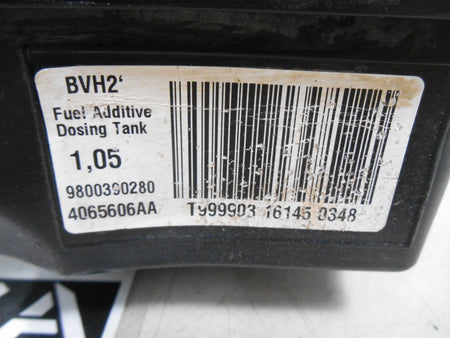 BVH2'
Fuel Additive
Dosing Tank
1,05
9800390280
4065606AA
T999903 16145 0348